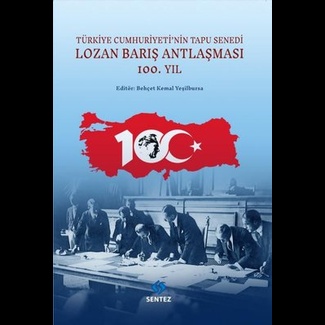 TÜRKİYE CUMHURİYETİ'NİN TAPU SENEDİ
LOZAN BARIŞ ANTLAŞMASI
100. YIL
Editör: Behçet Kemal Yeşilbursa
100
SENTEZ